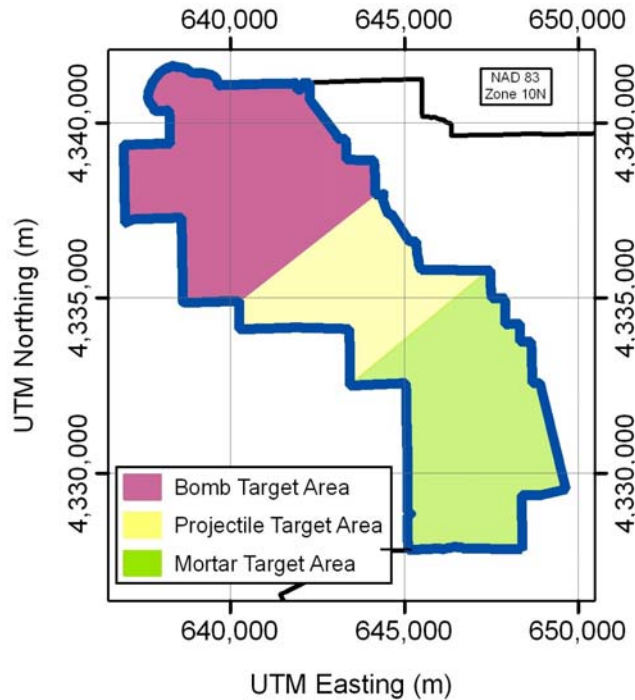 640,000 645,000 650,000
NAD 83
Zone 10N
4,340,000 4,340,000
4,335,000 4,335,000
4,330,000 4,330,000
UTM Northing (m)
Bomb Target Area
Projectile Target Area
Mortar Target Area
640,000 645,000 650,000
UTM Easting (m)